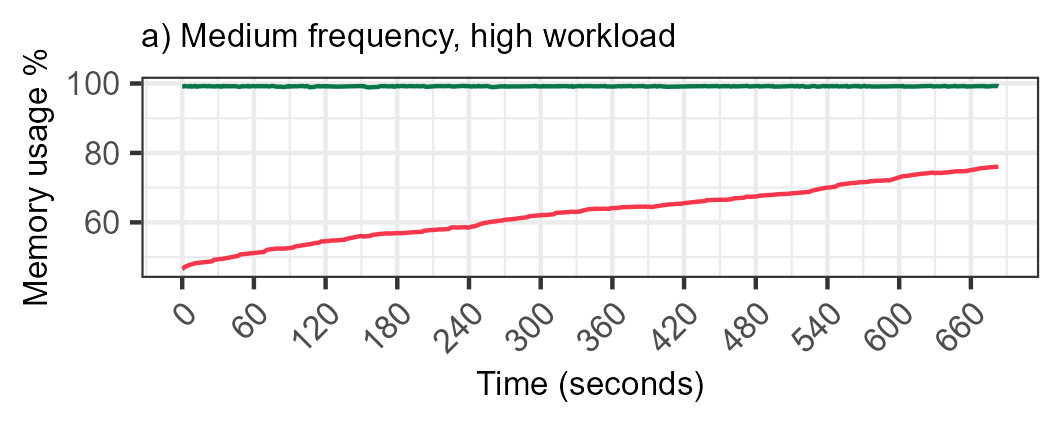 a) Medium frequency, high workload
Memory usage %
100
80
60
0 60 120 180 240 300 360 420 480 540 600 660
Time (seconds)